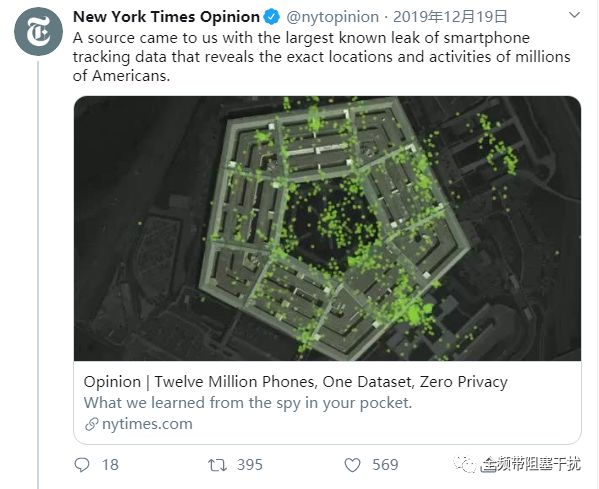 New York Times Opinion @nytopinion · 2019年12月19日
A source came to us with the largest known leak of smartphone
tracking data that reveals the exact locations and activities of millions
of Americans.
Opinion | Twelve Million Phones, One Dataset, Zero Privacy
What we learned from the spy in your pocket.
nytimes.com
18 395 569
全频带阻塞干扰